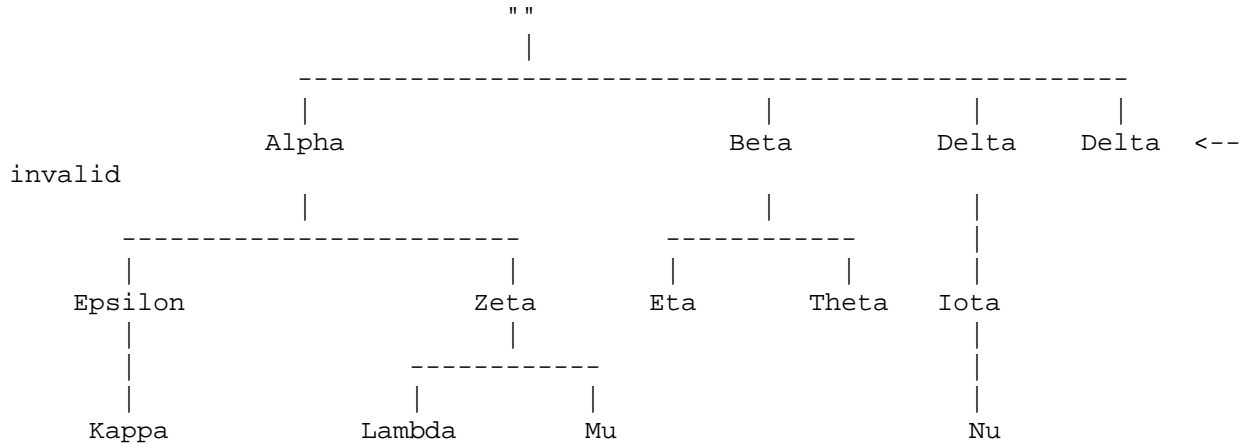 ""
Alpha Beta Delta Delta <--
invalid
Epsilon Zeta Eta Theta Iota
Kappa Lambda Mu Nu